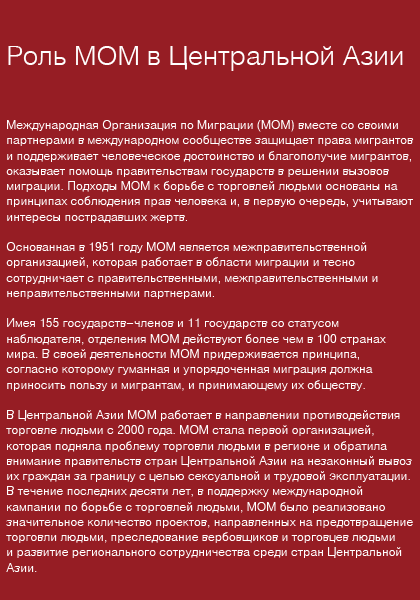 Роль МОМ в Центральной Азии
Международная Организация по Миграции (МОМ) вместе со своими
партнерами в международном сообществе защищает права мигрантов
и поддерживает человеческое достоинство и благополучие мигрантов,
оказывает помощь правительствам государств в решении вызовов
миграции. Подходы МОМ к борьбе с торговлей людьми основаны на
принципах соблюдения прав человека и, в первую очередь, учитывают
интересы пострадавших жертв.
Основанная в 1951 году МОМ является межправительственной
организацией, которая работает в области миграции и тесно
сотрудничает с правительственными, межправительственными и
неправительственными партнерами.
Имея 155 государств–членов и 11 государств со статусом
наблюдателя, отделения МОМ действуют более чем в 100 странах
мира. В своей деятельности МОМ придерживается принципа,
согласно которому гуманная и упорядоченная миграция должна
приносить пользу и мигрантам, и принимающему их обществу.
В Центральной Азии МОМ работает в направлении противодействия
торговле людьми с 2000 года. МОМ стала первой организацией,
которая подняла проблему торговли людьми в регионе и обратила
внимание правительств стран Центральной Азии на незаконный вывоз
их граждан за границу с целью сексуальной и трудовой эксплуатации.
В течение последних десяти лет, в поддержку международной
кампании по борьбе с торговлей людьми, МОМ было реализовано
значительное количество проектов, направленных на предотвращение
торговли людьми, преследование вербовщиков и торговцев людьми
и развитие регионального сотрудничества среди стран Центральной
Азии.